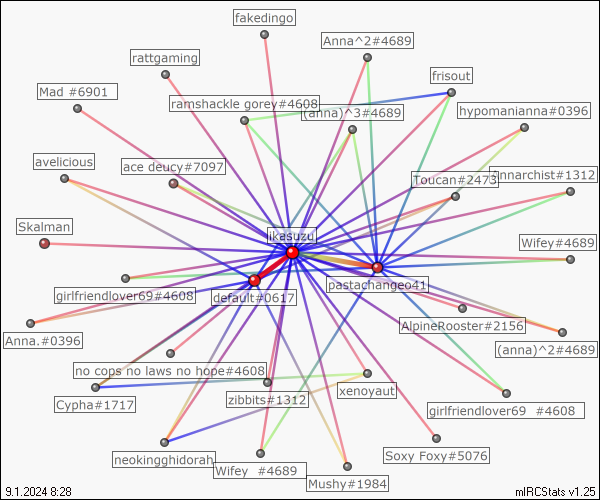 fakedingo
Anna^2#4689
rattgaming
frisout
Mad #6901
ramshackle gorey#4608
(anna)^3#4689
hypomanianna#0396
avelicious
ace deucy#7097
Toucan#2473
annarchist#1312
Skalman
ikasuzu
Wifey#4689
girlfriendlover69#4608
default#0617
pastachangeo41
Anna.#0396
AlpineRooster#2156
(anna)^2#4689
no cops no laws no hope#4608
Cypha#1717
zibbits#1312
xenoyaut
girlfriendlover69 #4608
neokingghidorah
Wifey #4689
Mushy#1984
Soxy Foxy#5076
9.1.2024 8:28
mIRCStats v1.25